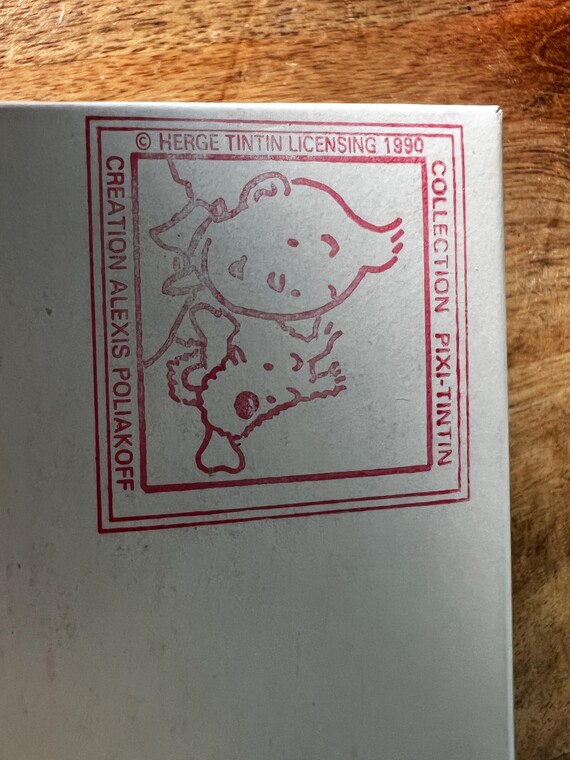 COLLECTION PIXI-TINTIN
© HERGE TINTIN LICENSING 1990
CREATION ALEXIS POLIAKOFF